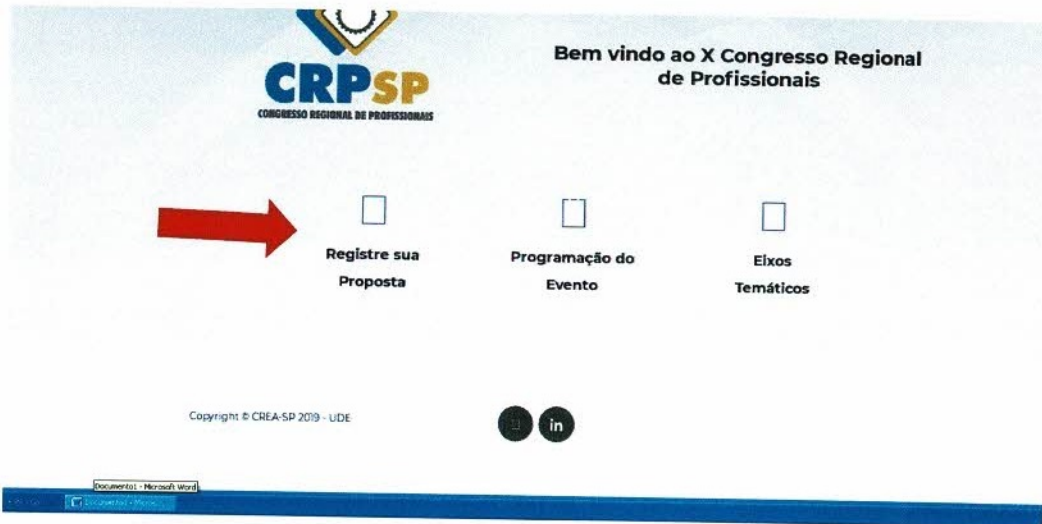 CRPSP
CONGRESSO REGIONAL DE PROFISSIONAIS
Bem vindo ao X Congresso Regional
de Profissionais
Registre sua
Proposta
Programação do
Evento
Eixos
Temáticos
Copyright © CREA-SP 2019 - UDE
in
Documento1 - Microsoft Word